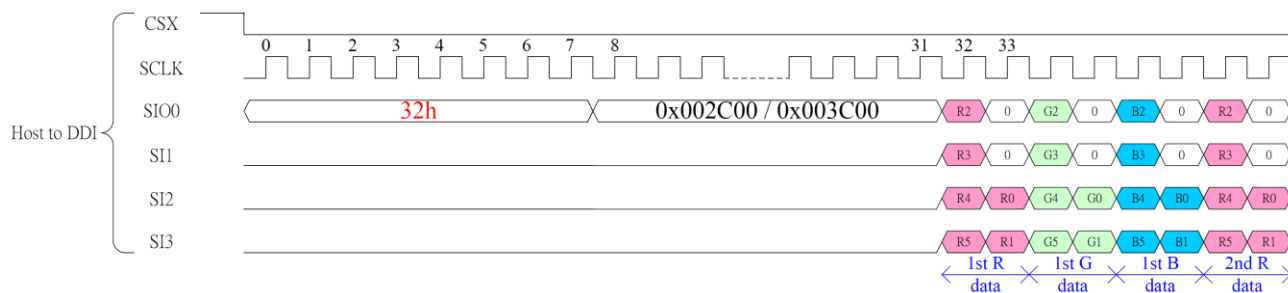 CSX
0 1 2 3 4 5 6 7 8 31 32 33
SCLK
SIO0 32h 0x002C00 / 0x003C00 R2 0 G2 0 B2 0 R2 0
Host to DDI
SI1 R3 0 G3 0 B3 0 R3 0
SI2 R4 R0 G4 G0 B4 B0 R4 R0
SI3 R5 R1 G5 G1 B5 B1 R5 R1
1st R 1st G 1st B 2nd R
data data data data